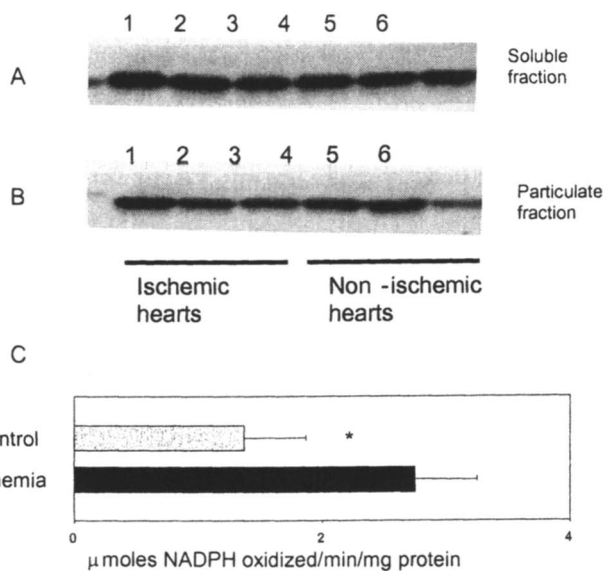 1 2 3 4 5 6
A
Soluble
fraction
1 2 3 4 5 6
B
Particulate
fraction
Ischemic
hearts
Non -ischemic
hearts
C
ntrol
emia
0 2 4
μ moles NADPH oxidized/min/mg protein
*